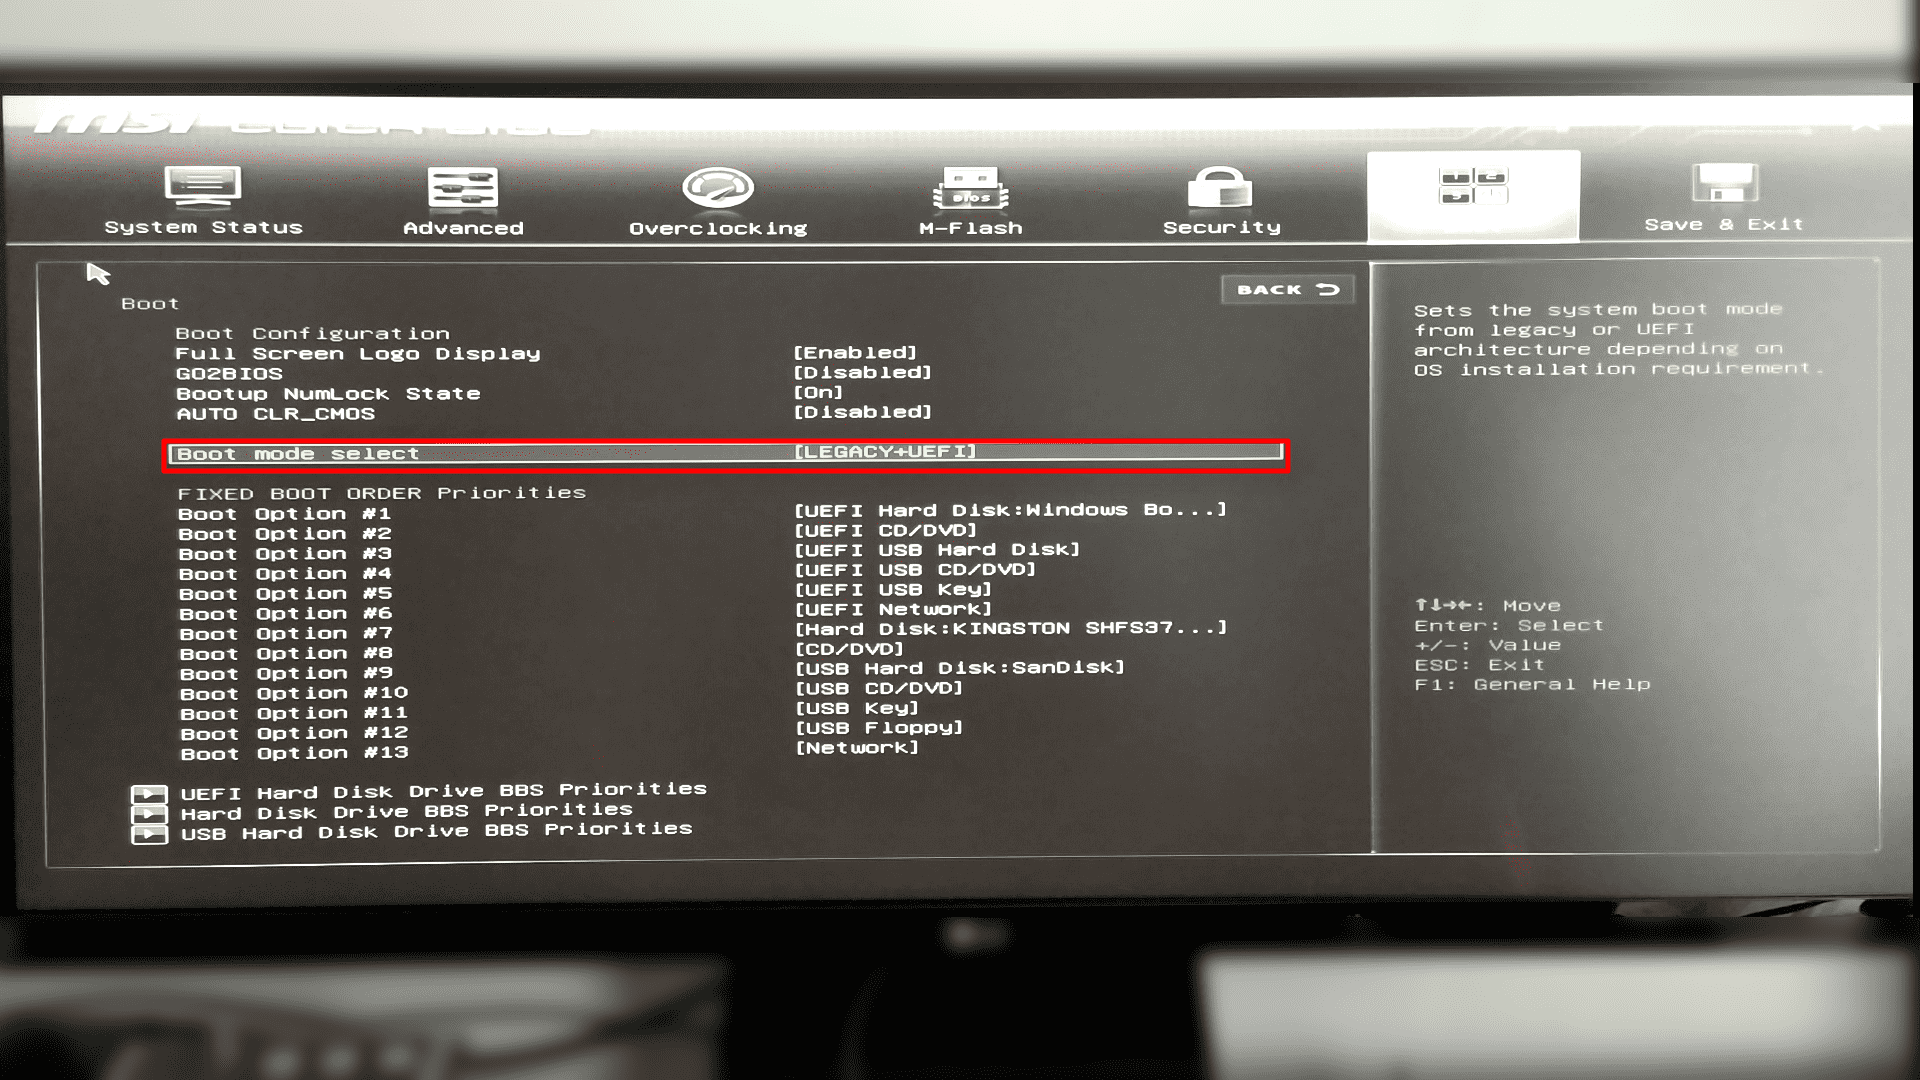 msi
System Status
Advanced
Overclocking
BIOS
M-Flash
Security
Save & Exit
BACK
Boot
Boot Configuration
Full Screen Logo Display [Enabled]
GO2BIOS [Disabled]
Bootup NumLock State [On]
AUTO CLR_CMOS [Disabled]
Boot mode select [LEGACY+UEFI]
FIXED BOOT ORDER Priorities
Boot Option #1 [UEFI Hard Disk:Windows Bo...]
Boot Option #2 [UEFI CD/DVD]
Boot Option #3 [UEFI USB Hard Disk]
Boot Option #4 [UEFI USB CD/DVD]
Boot Option #5 [UEFI USB Key]
Boot Option #6 [UEFI Network]
Boot Option #7 [Hard Disk:KINGSTON SHFS37...]
Boot Option #8 [CD/DVD]
Boot Option #9 [USB Hard Disk:SanDisk]
Boot Option #10 [USB CD/DVD]
Boot Option #11 [USB Key]
Boot Option #12 [USB Floppy]
Boot Option #13 [Network]
UEFI Hard Disk Drive BBS Priorities
Hard Disk Drive BBS Priorities
USB Hard Disk Drive BBS Priorities
Sets the system boot mode
from legacy or UEFI
architecture depending on
OS installation requirement.
↑↓→←: Move
Enter: Select
+/-: Value
ESC: Exit
F1: General Help